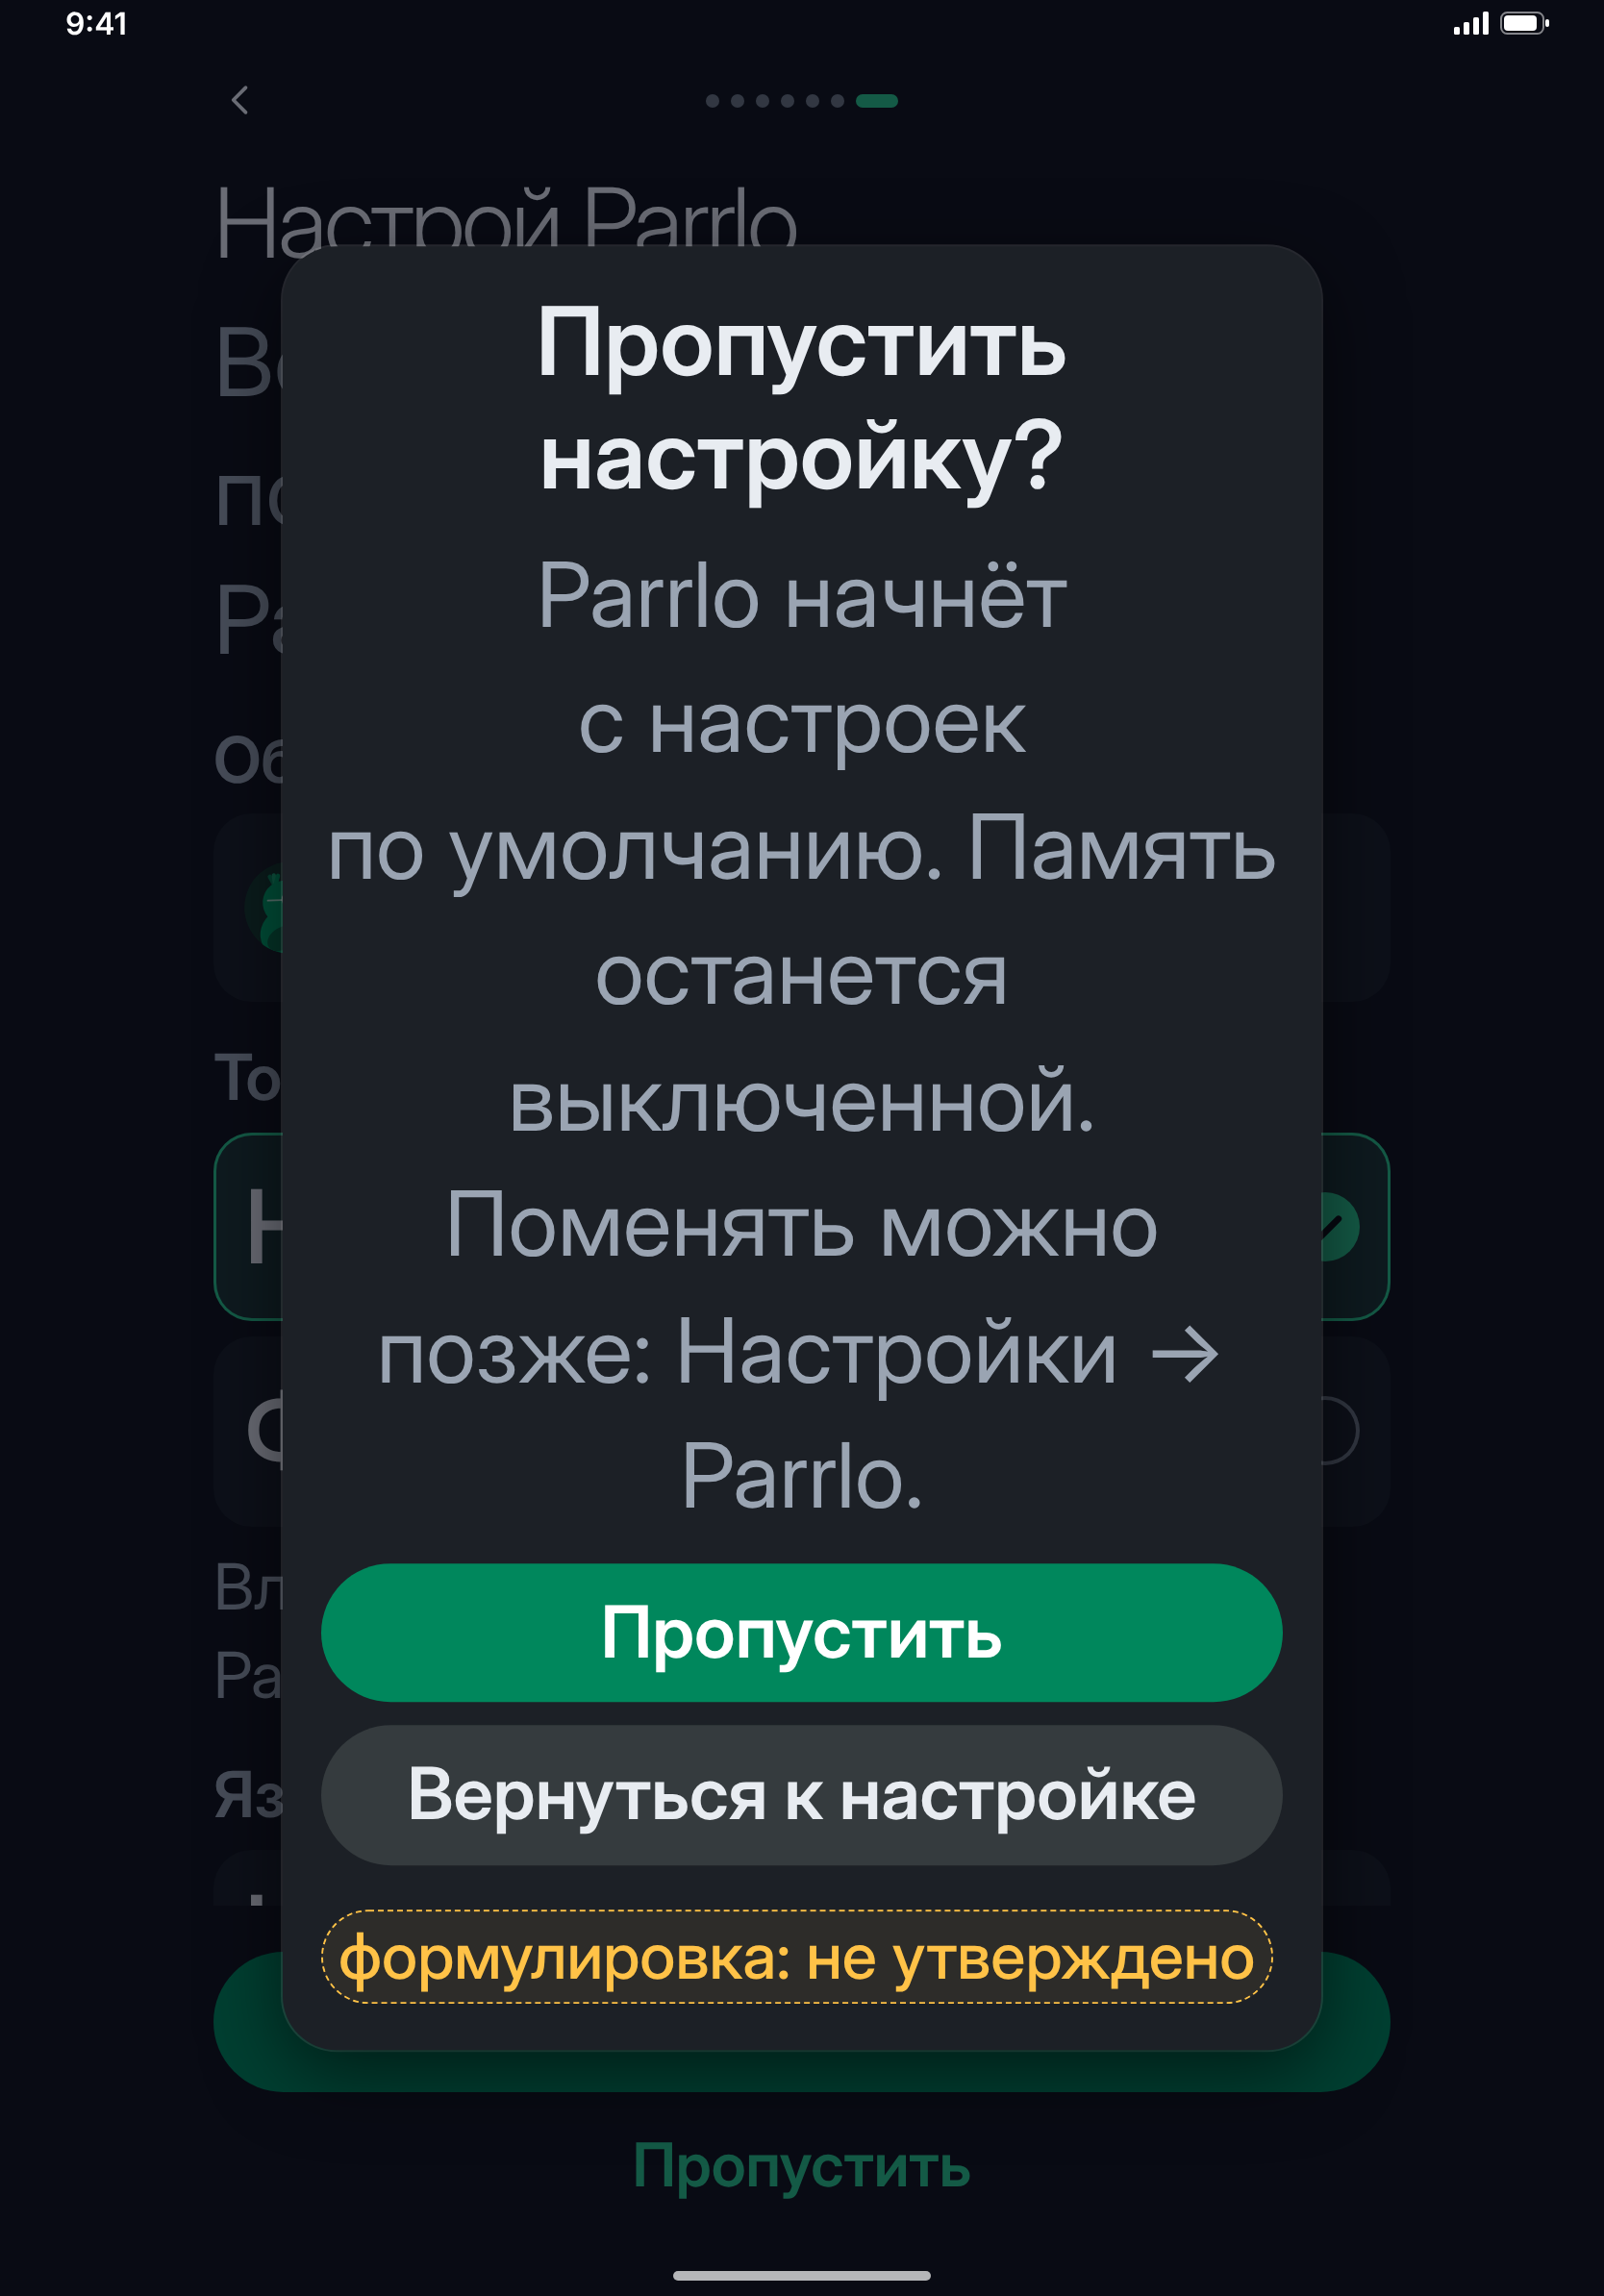 9:41
Настрой Parrlo
Пропустить
настройку?
Parrlo начнёт
с настроек
по умолчанию. Память
останется
выключенной.
Поменять можно
позже: Настройки →
Parrlo.
Пропустить
Вернуться к настройке
формулировка: не утверждено
Пропустить